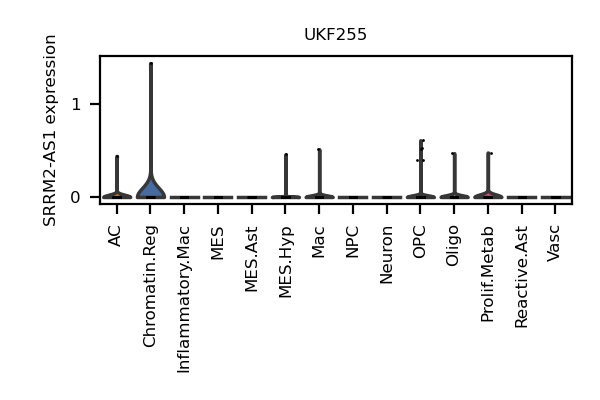 UKF255
SRRM2-AS1 expression
1
0
AC
Chromatin.Reg
Inflammatory.Mac
MES
MES.Ast
MES.Hyp
Mac
NPC
Neuron
OPC
Oligo
Prolif.Metab
Reactive.Ast
Vasc